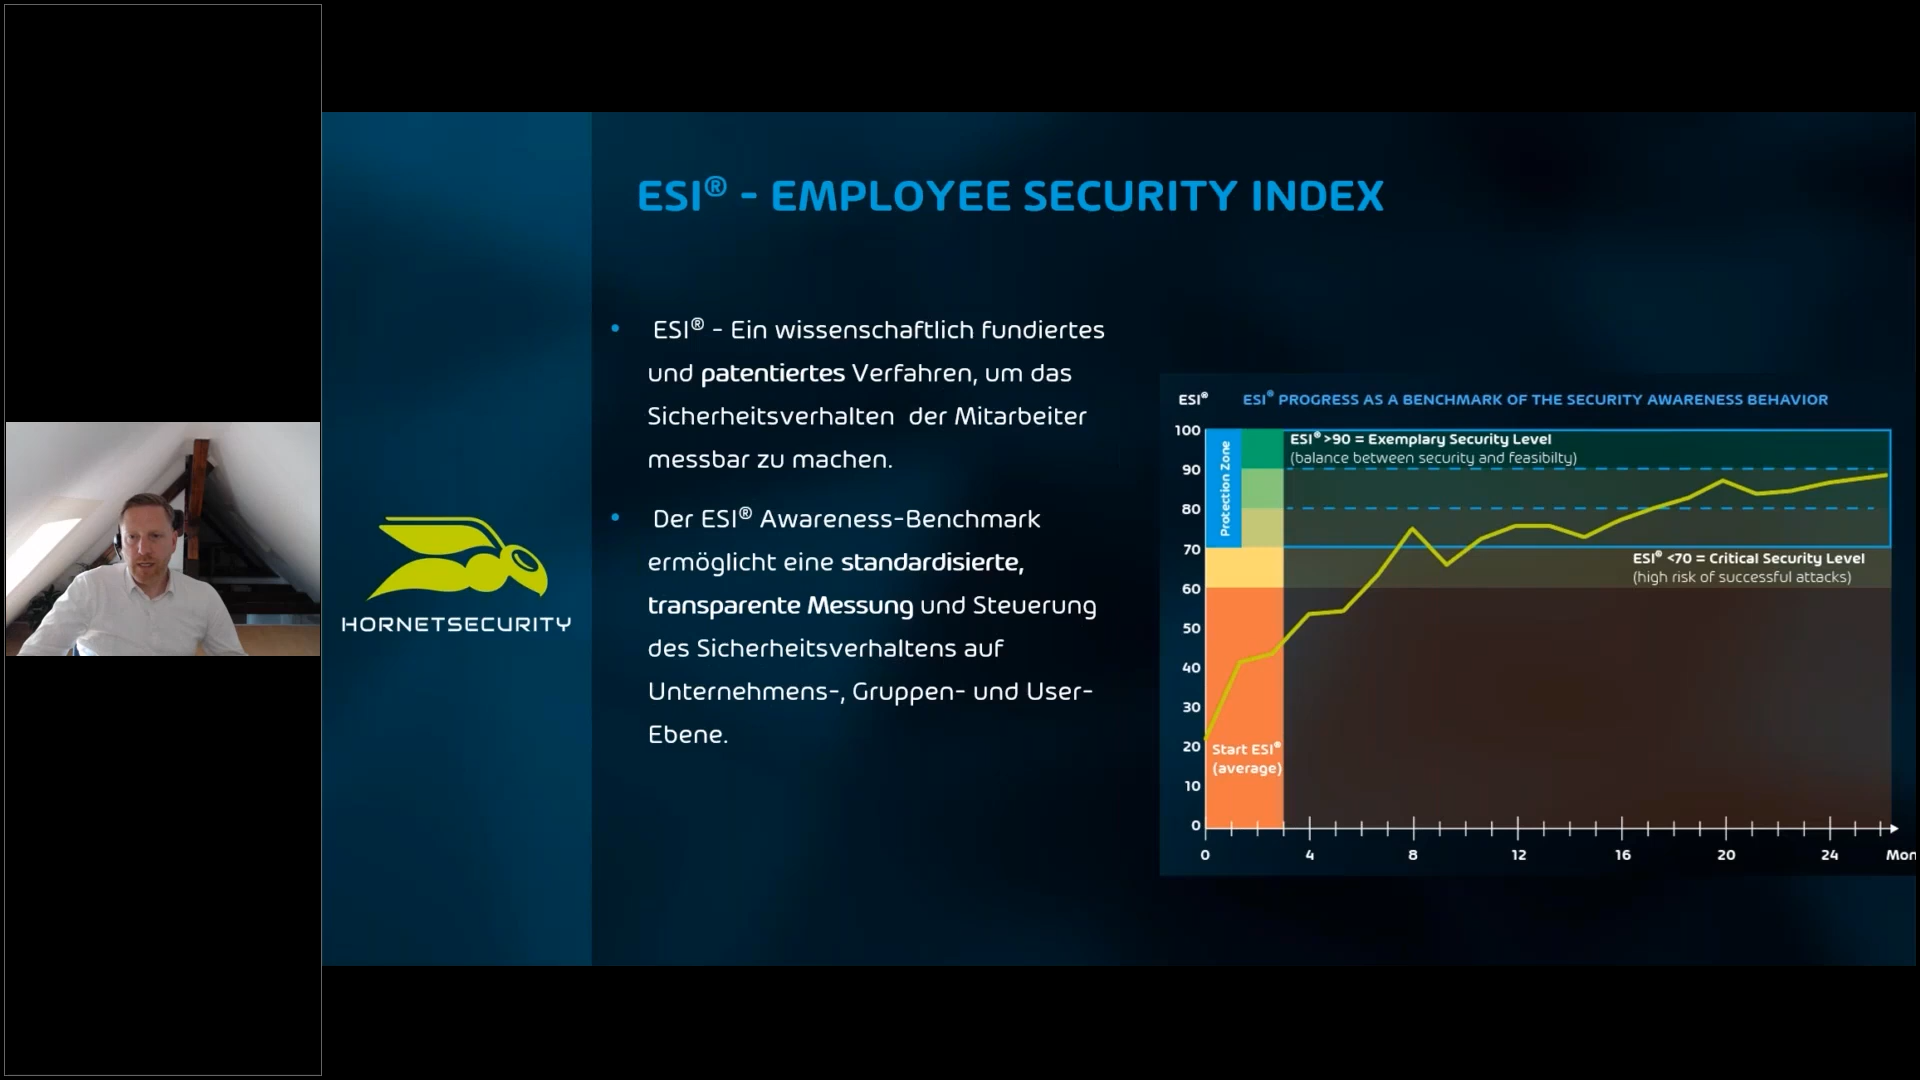 ESI® - EMPLOYEE SECURITY INDEX
HORNETSECURITY
• ESI® - Ein wissenschaftlich fundiertes
und patentiertes Verfahren, um das
Sicherheitsverhalten der Mitarbeiter
messbar zu machen.
• Der ESI® Awareness-Benchmark
ermöglicht eine standardisierte,
transparente Messung und Steuerung
des Sicherheitsverhaltens auf
Unternehmens-, Gruppen- und User-
Ebene.
ESI® ESI® PROGRESS AS A BENCHMARK OF THE SECURITY AWARENESS BEHAVIOR
100
90
80
70
60
50
40
30
20
10
0
Protection Zone
ESI® >90 = Exemplary Security Level
(balance between security and feasibilty)
ESI® <70 = Critical Security Level
(high risk of successful attacks)
Start ESI®
(average)
0 4 8 12 16 20 24 Mon